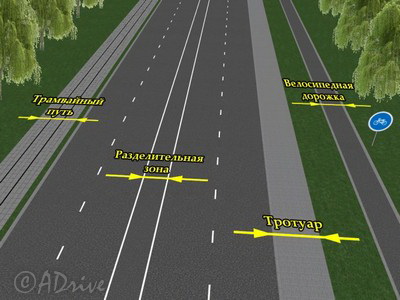 Велосипедная
дорожка
Трамвайный
путь
Разделительная
зона
Тротуар
©ADrive